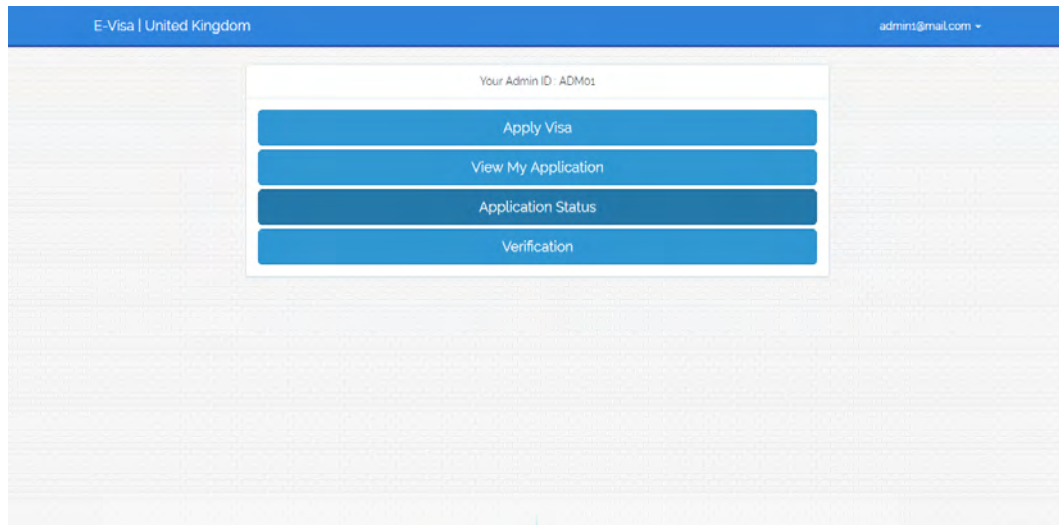 E-Visa | United Kingdom
admin1@mail.com
Your Admin ID : ADM01
Apply Visa
View My Application
Application Status
Verification